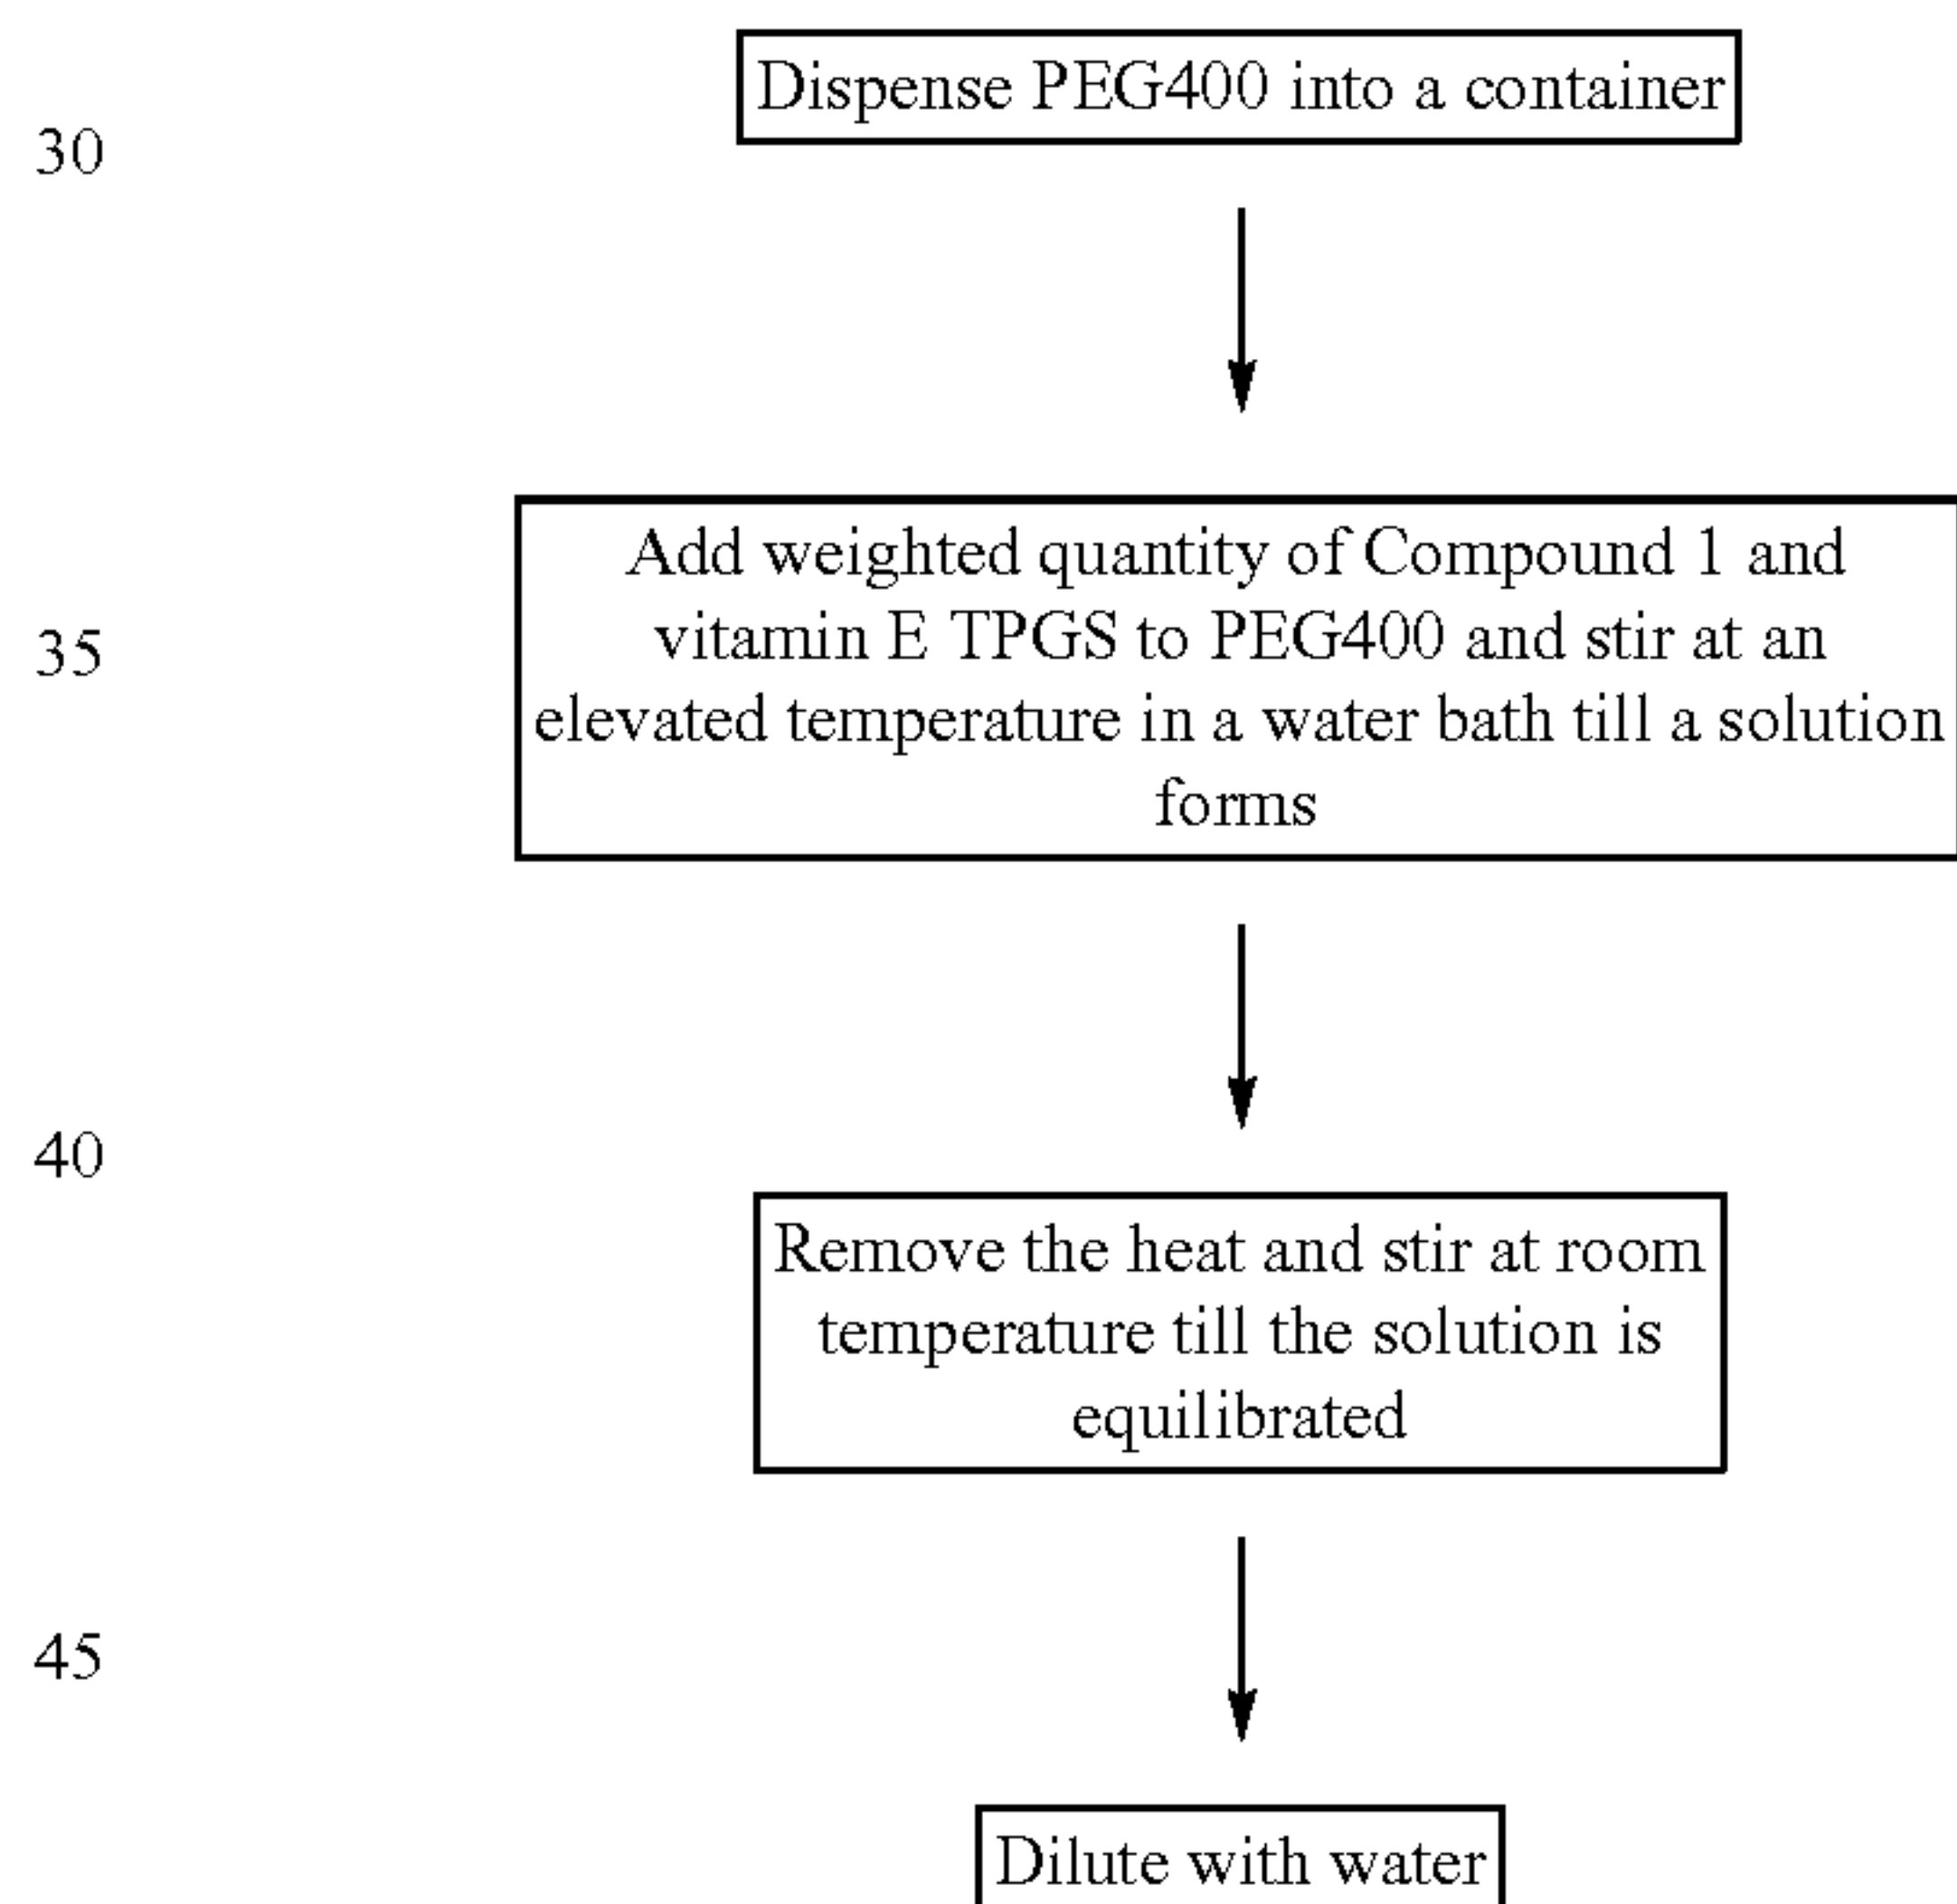 Dispense PEG400 into a container
30
Add weighted quantity of Compound 1 and
vitamin E TPGS to PEG400 and stir at an
35
elevated temperature in a water bath till a solution
forms
40
Remove the heat and stir at room
temperature till the solution is
equilibrated
45
Dilute with water